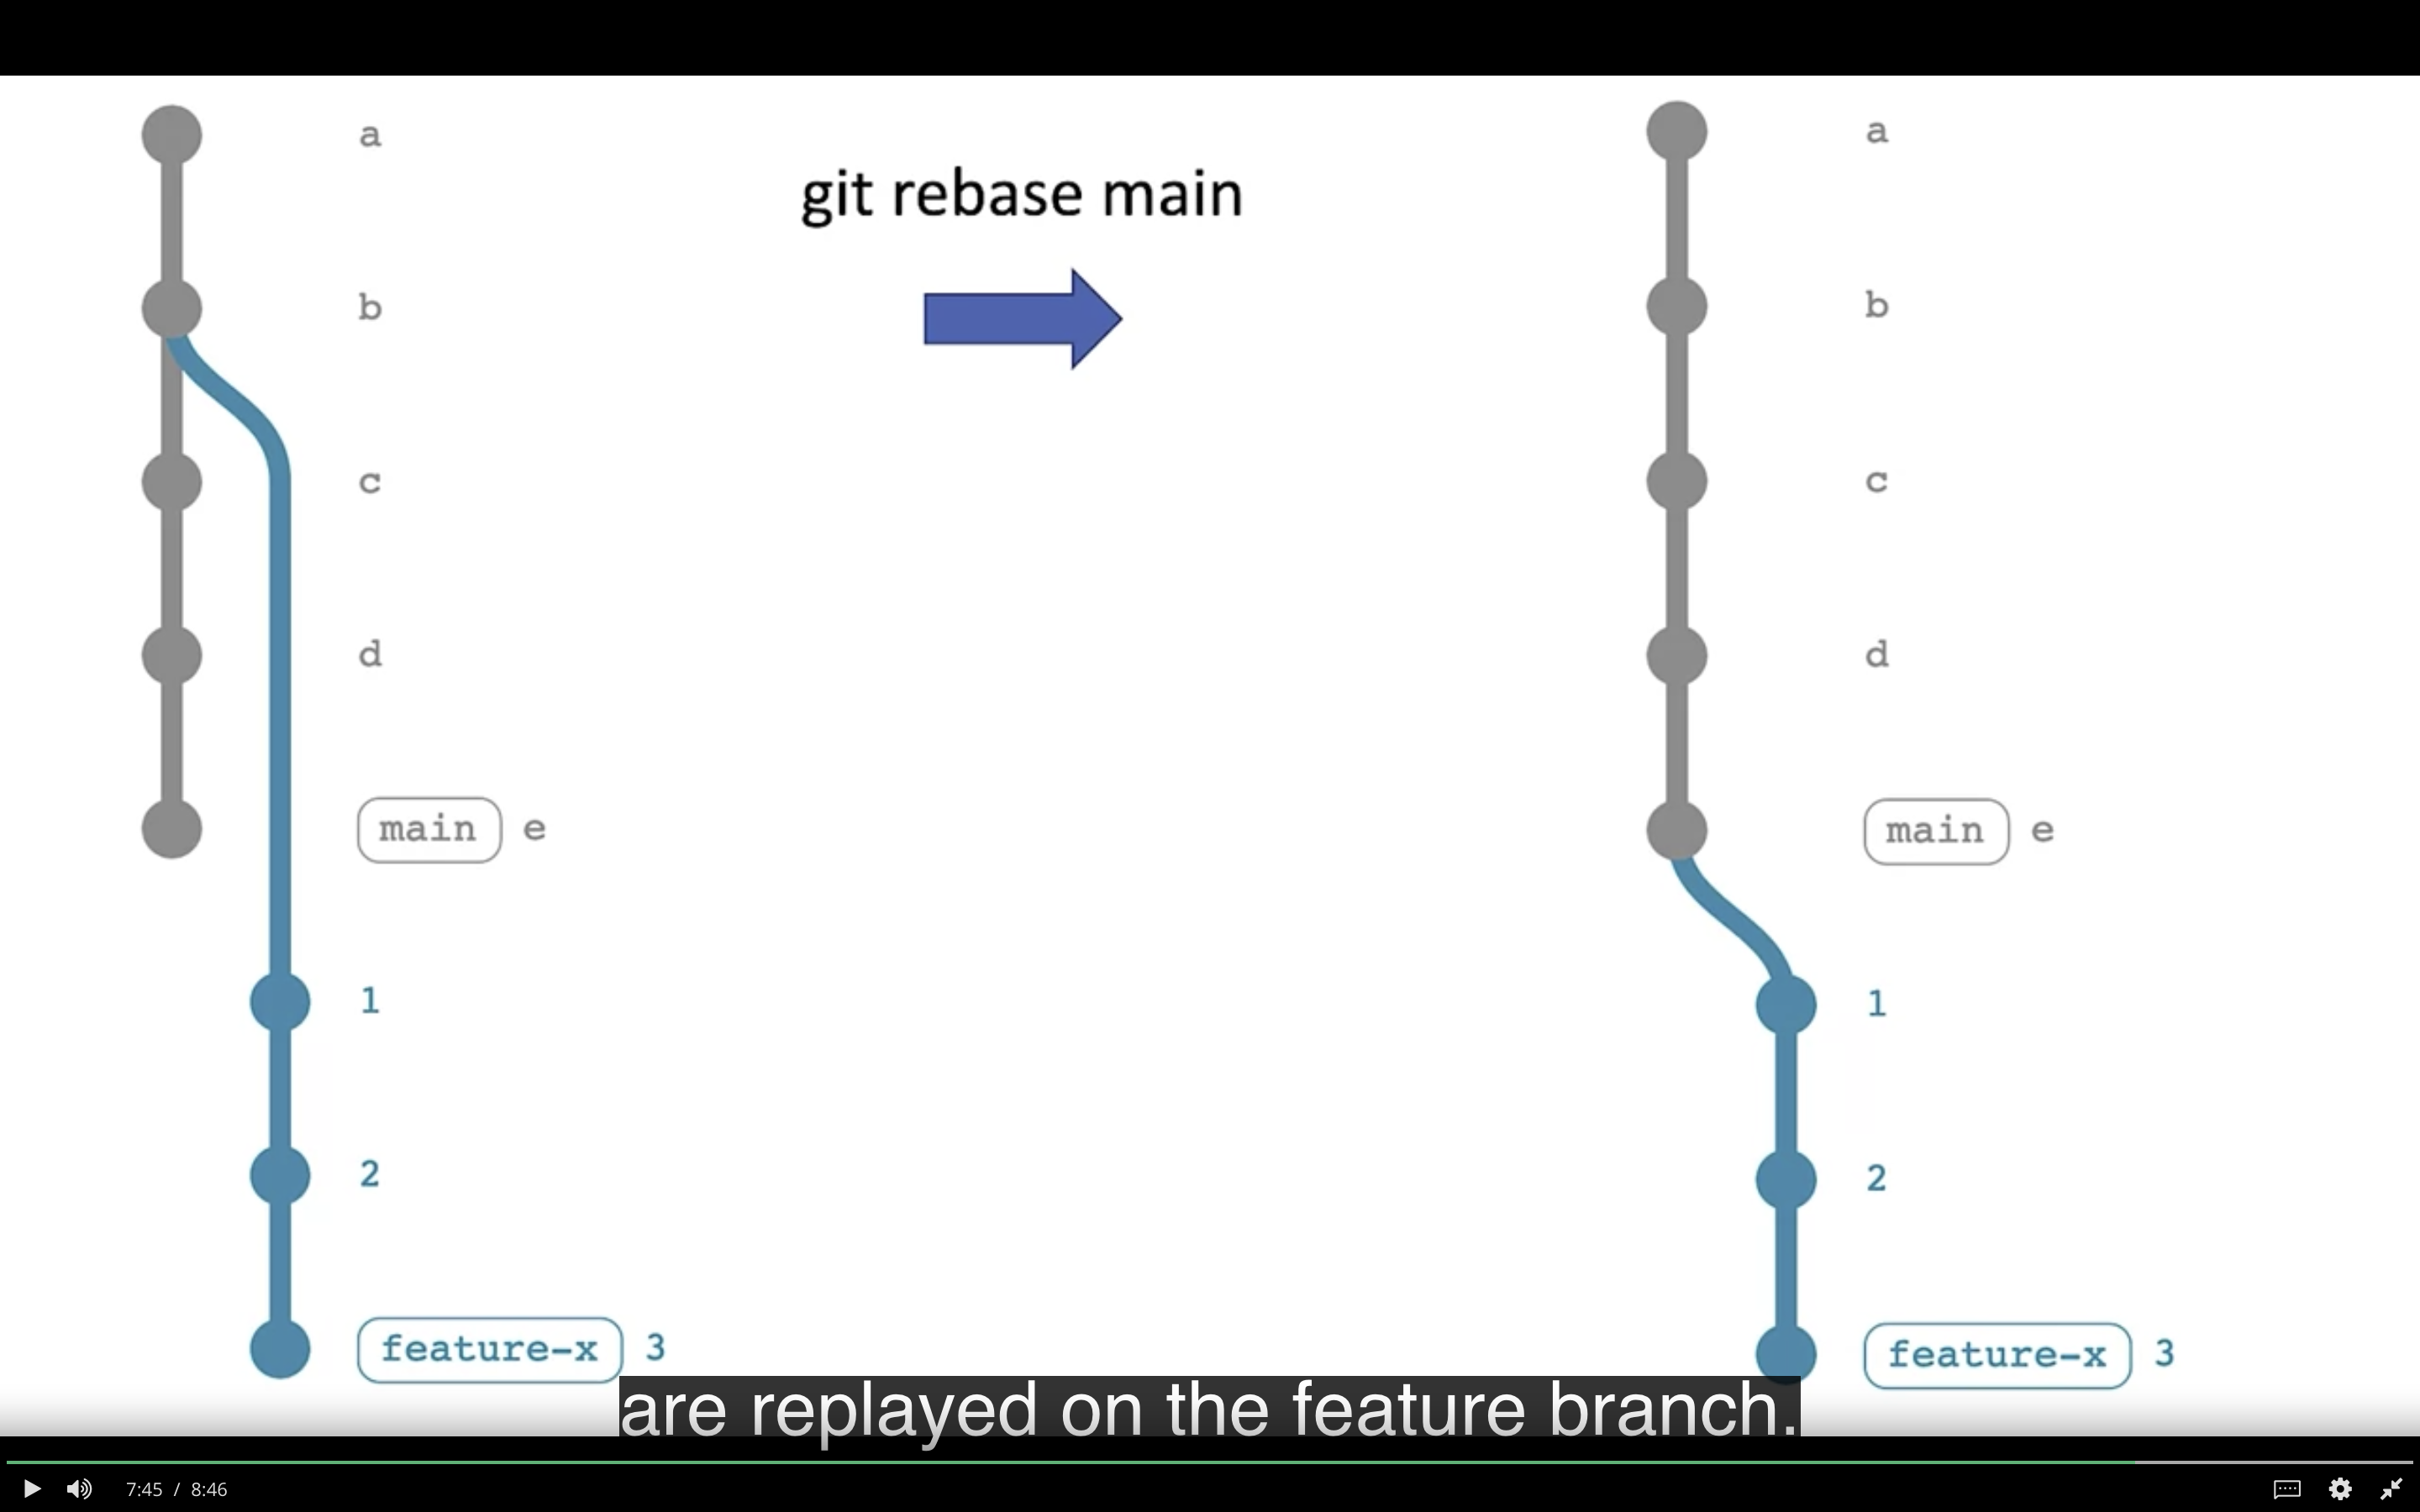 a
b
c
d
main e
1
2
feature-x 3
git rebase main
a
b
c
d
main e
1
2
feature-x 3
are replayed on the feature branch.
7:45 / 8:46